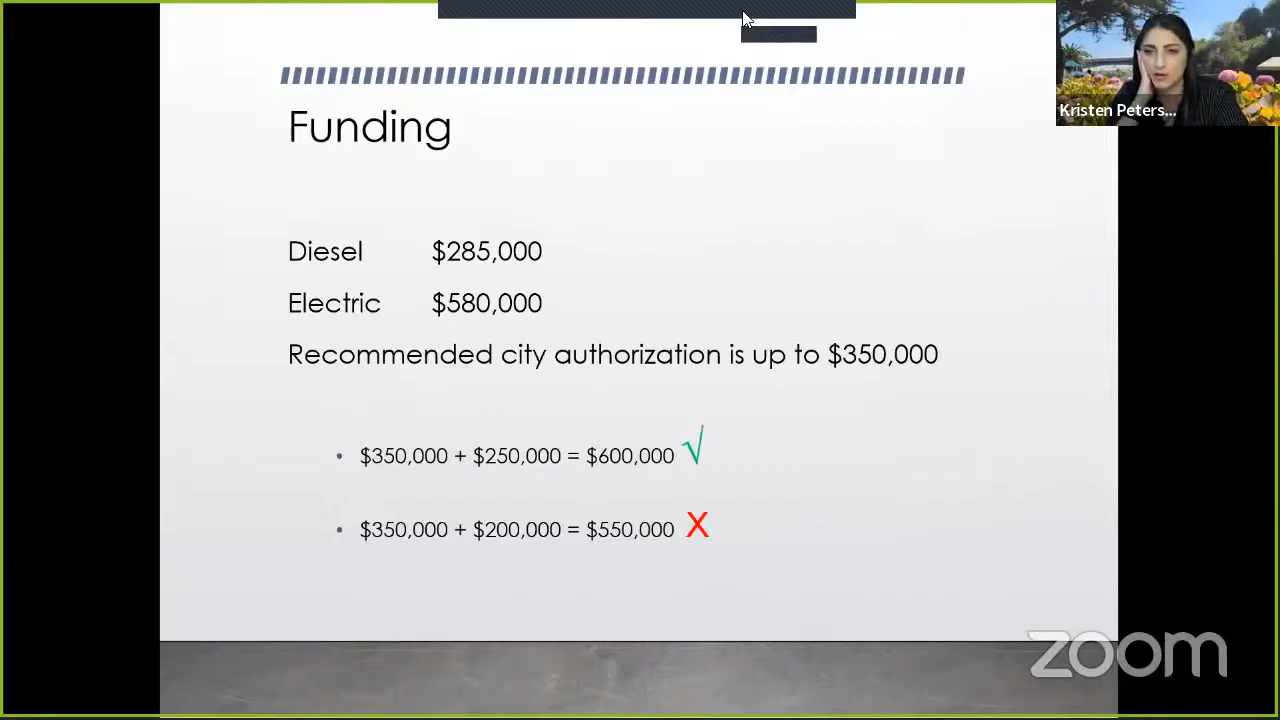 Kristen Peters...
Funding
Diesel $285,000
Electric $580,000
Recommended city authorization is up to $350,000
• $350,000 + $250,000 = $600,000 √
• $350,000 + $200,000 = $550,000 X
zoom